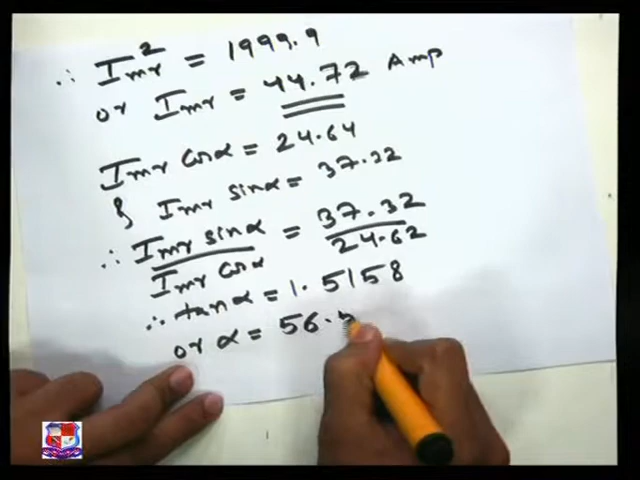 ∴ Imr² = 1999.9
or Imr = 44.72 Amp
Imr cosα = 24.64
& Imr sinα = 37.32
∴ Imr sinα / Imr cosα = 37.32 / 24.62
∴ tanα = 1.5158
or α = 56.